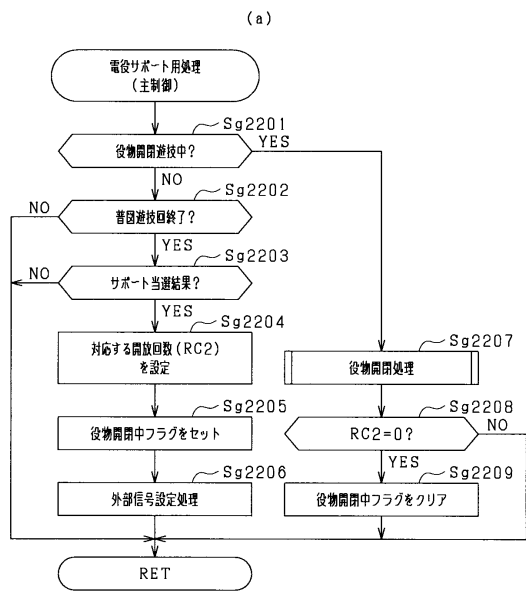 (a)
電役サポート用処理
(主制御)
Sg2201
役物開閉遊技中?
YES
NO
Sg2202
NO
普図遊技回終了?
YES
Sg2203
NO
サポート当選結果?
YES
Sg2204
対応する開放回数(RC2)
を設定
Sg2205
役物開閉中フラグをセット
Sg2206
外部信号設定処理
Sg2207
役物開閉処理
Sg2208
RC2=0?
NO
YES
Sg2209
役物開閉中フラグをクリア
RET